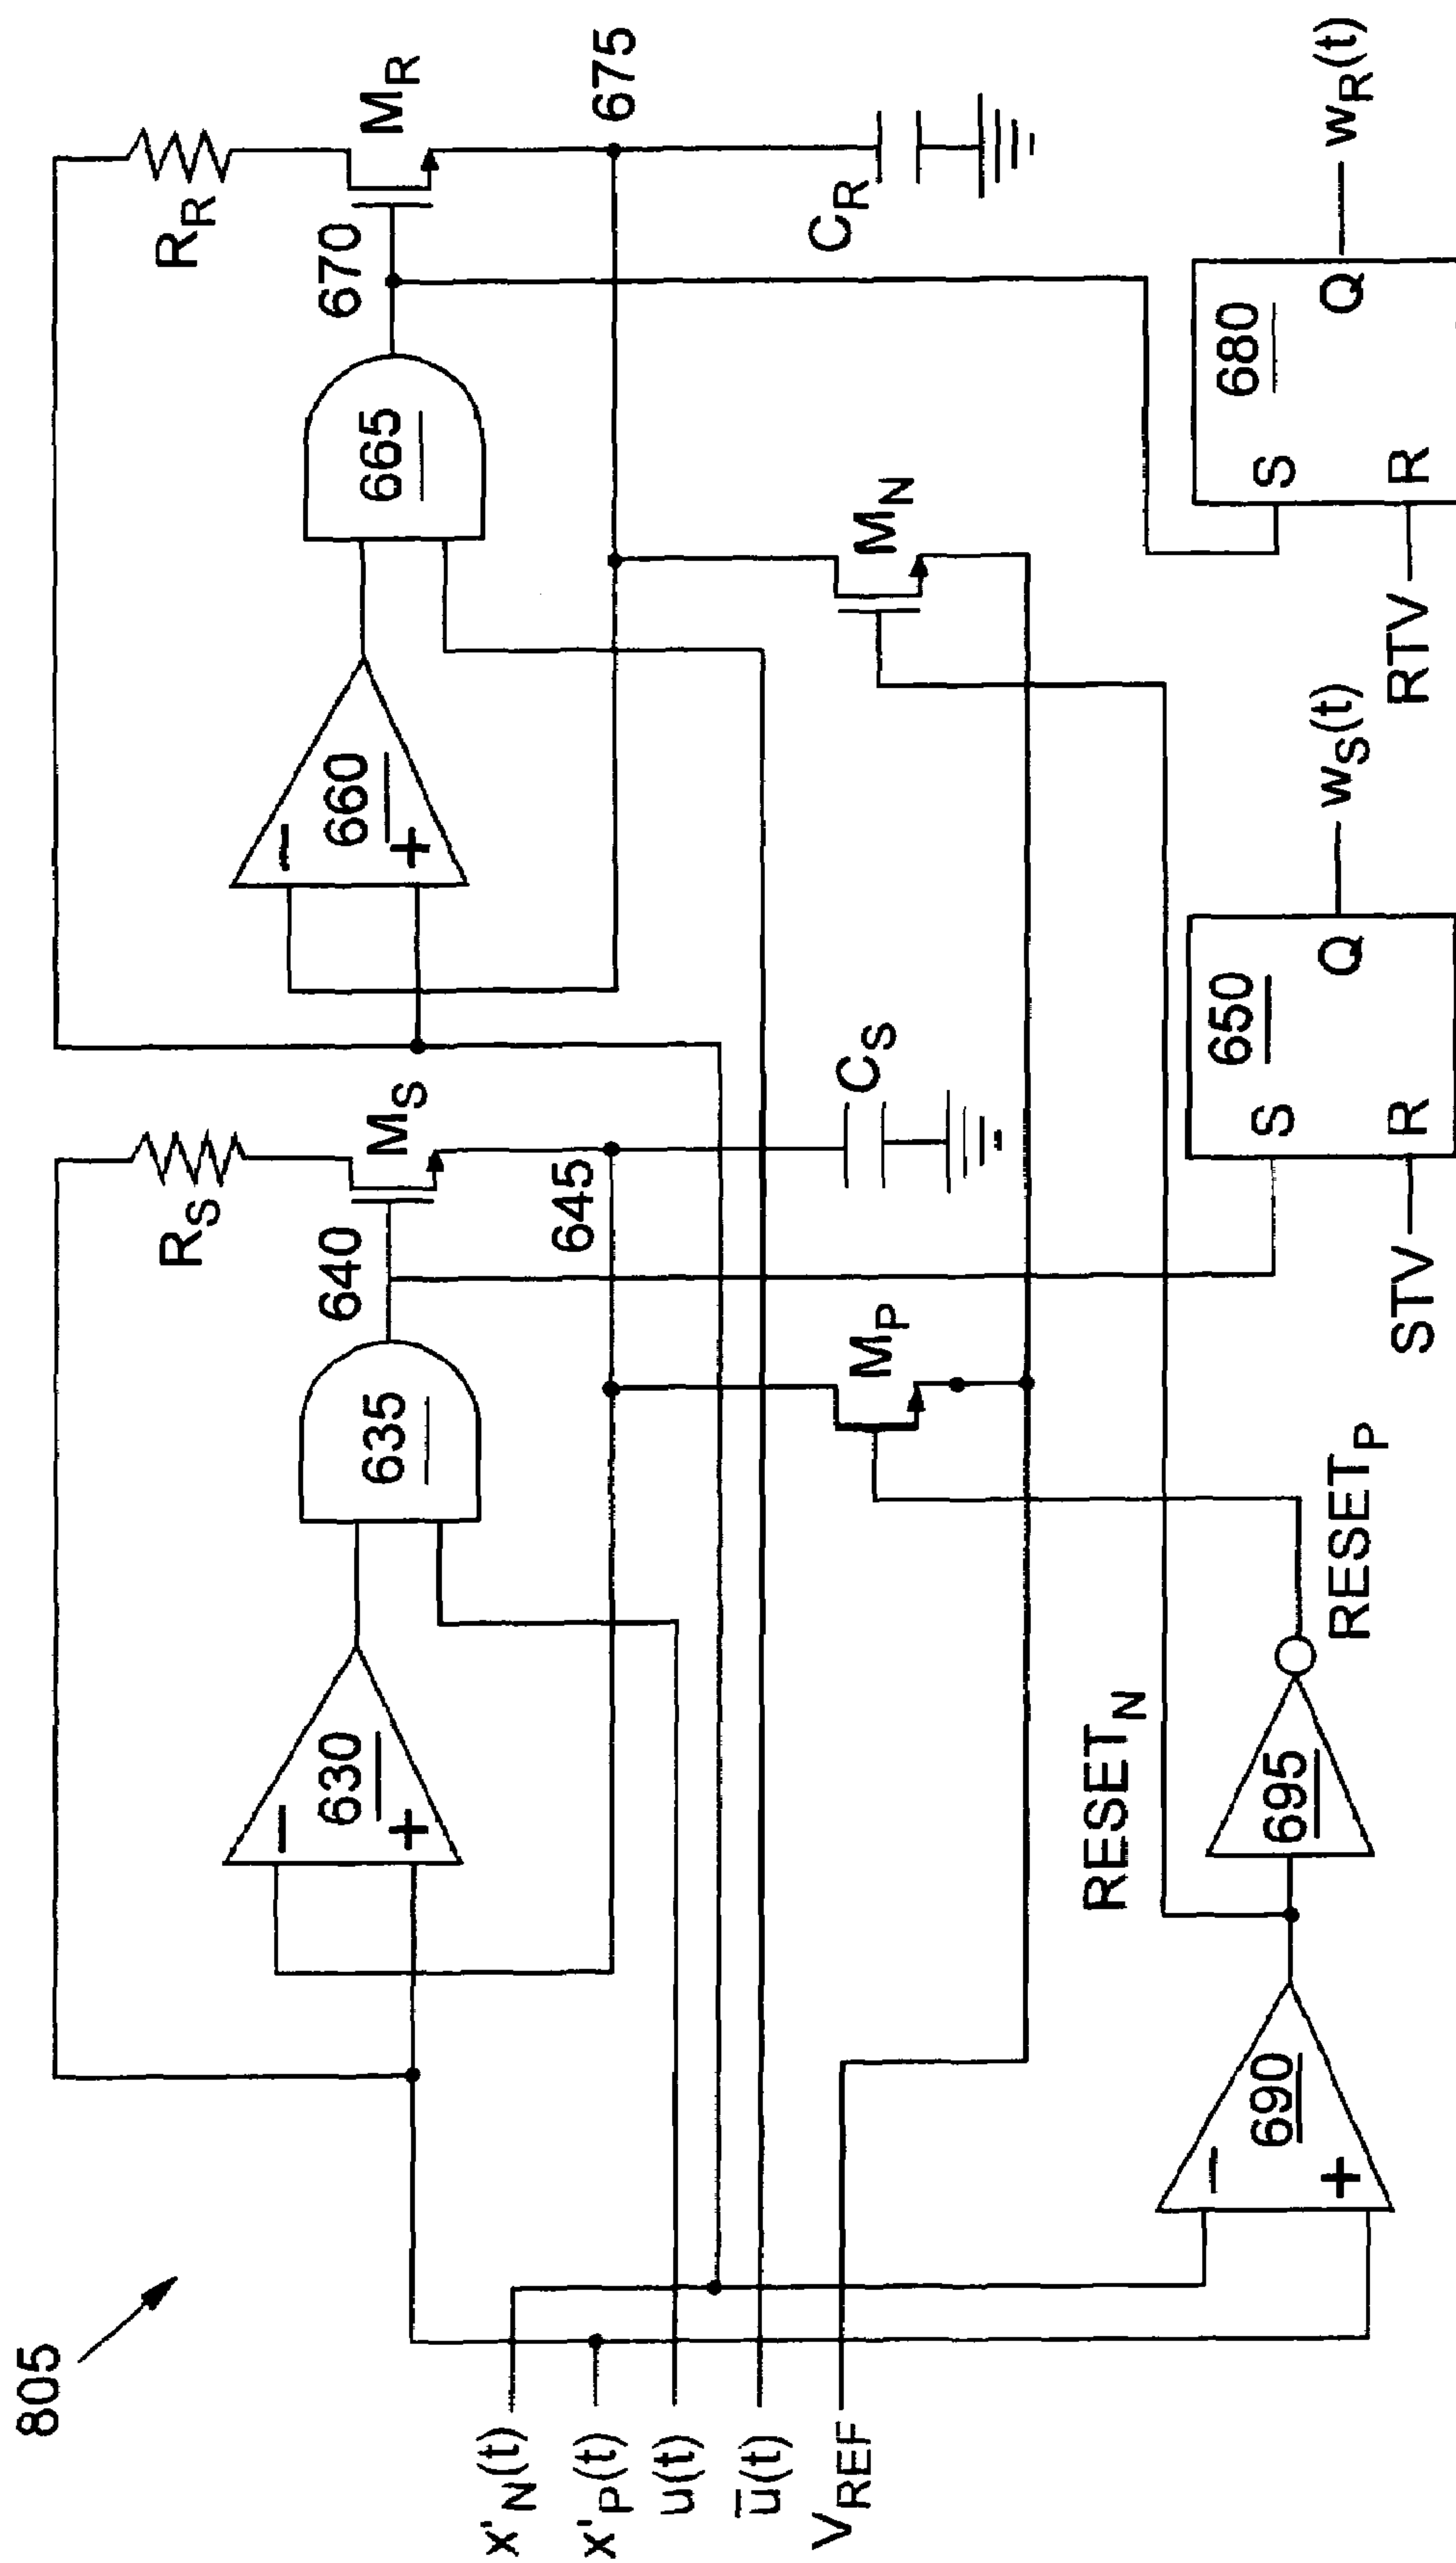 805
x'N(t)
x'P(t)
u(t)
ū(t)
VREF
630
−
+
635
640
RS
MS
645
CS
MP
660
−
+
665
670
RR
MR
675
CR
MN
690
−
+
695
RESETN
RESETP
650
S
R
Q
STV
wS(t)
680
S
R
Q
RTV
wR(t)